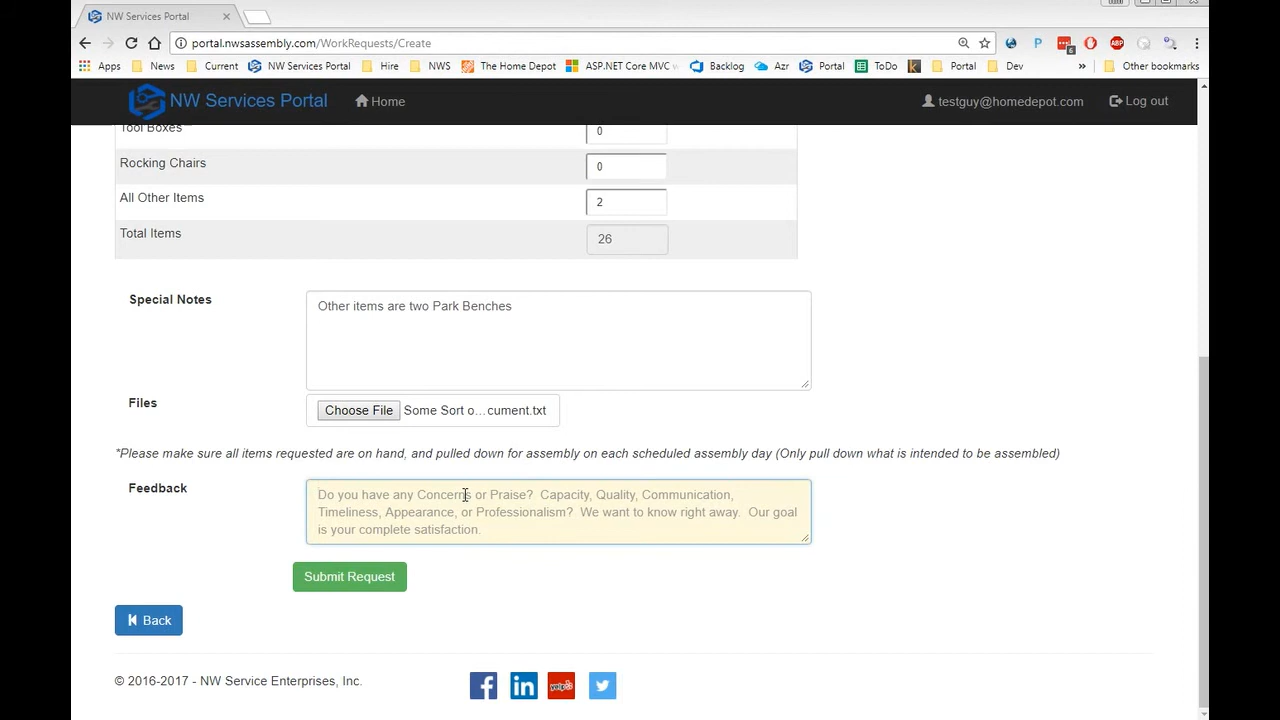 NW Services Portal
portal.nwsassembly.com/WorkRequests/Create
6
ABP
Apps
News
Current
NW Services Portal
Hire
NWS
The Home Depot
ASP.NET Core MVC w
Backlog
Azr
Portal
ToDo
Portal
Dev
»
Other bookmarks
NW Services Portal
Home
testguy@homedepot.com
Log out
Tool Boxes
0
Rocking Chairs
0
All Other Items
2
Total Items
26
Special Notes
Other items are two Park Benches
Files
Choose File
Some Sort o...cument.txt
*Please make sure all items requested are on hand, and pulled down for assembly on each scheduled assembly day (Only pull down what is intended to be assembled)
Feedback
Do you have any Concerns or Praise?  Capacity, Quality, Communication,
Timeliness, Appearance, or Professionalism?  We want to know right away.  Our goal
is your complete satisfaction.
Submit Request
Back
© 2016-2017 - NW Service Enterprises, Inc.
yelp